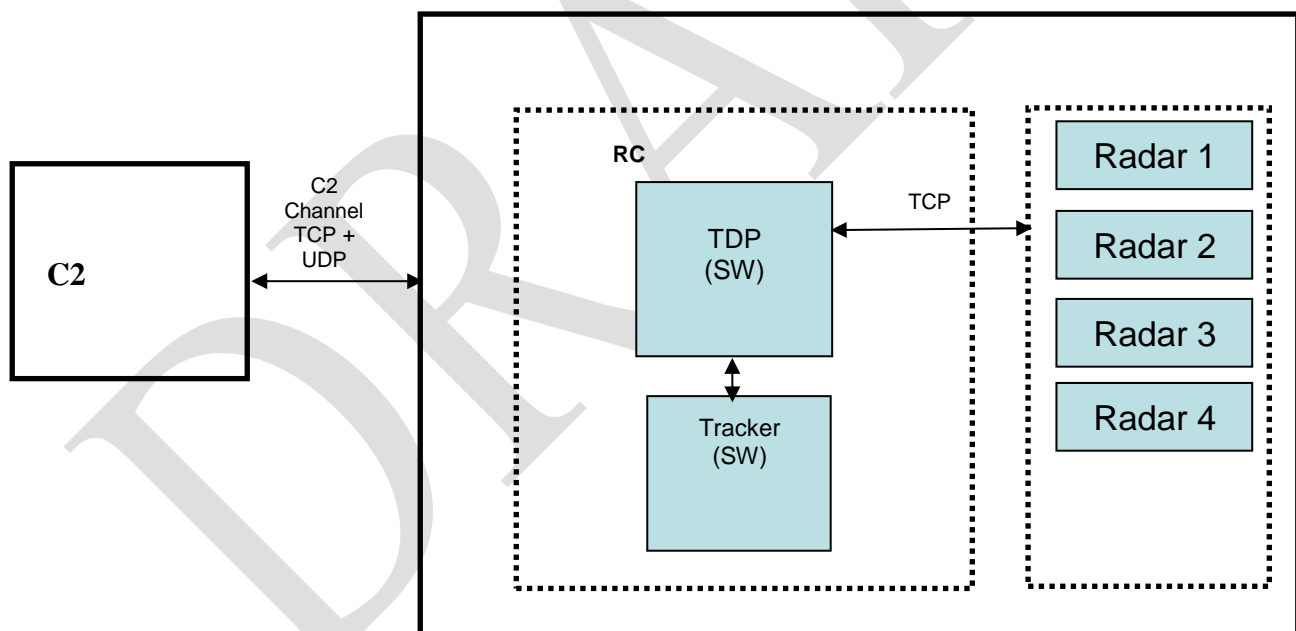 DRAF
C2
C2
Channel
TCP +
UDP
RC
TDP
(SW)
Tracker
(SW)
TCP
Radar 1
Radar 2
Radar 3
Radar 4